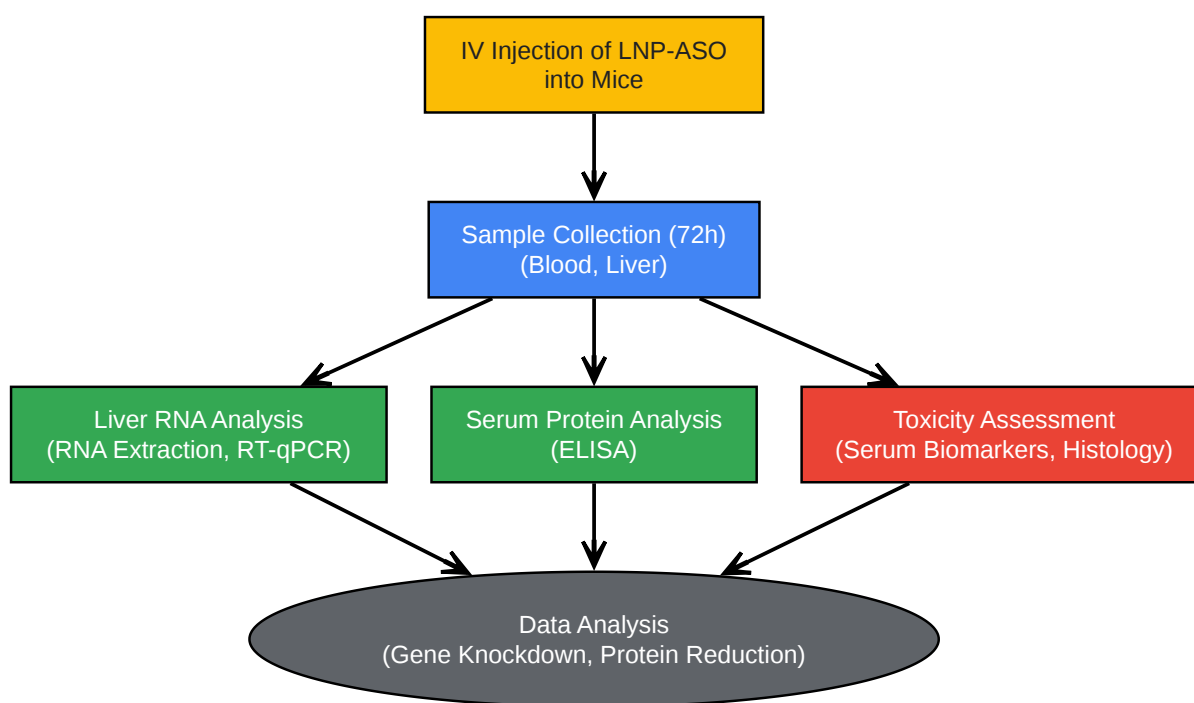 IV Injection of LNP-ASO
into Mice
Sample Collection (72h)
(Blood, Liver)
Liver RNA Analysis
(RNA Extraction, RT-qPCR)
Serum Protein Analysis
(ELISA)
Toxicity Assessment
(Serum Biomarkers, Histology)
Data Analysis
(Gene Knockdown, Protein Reduction)